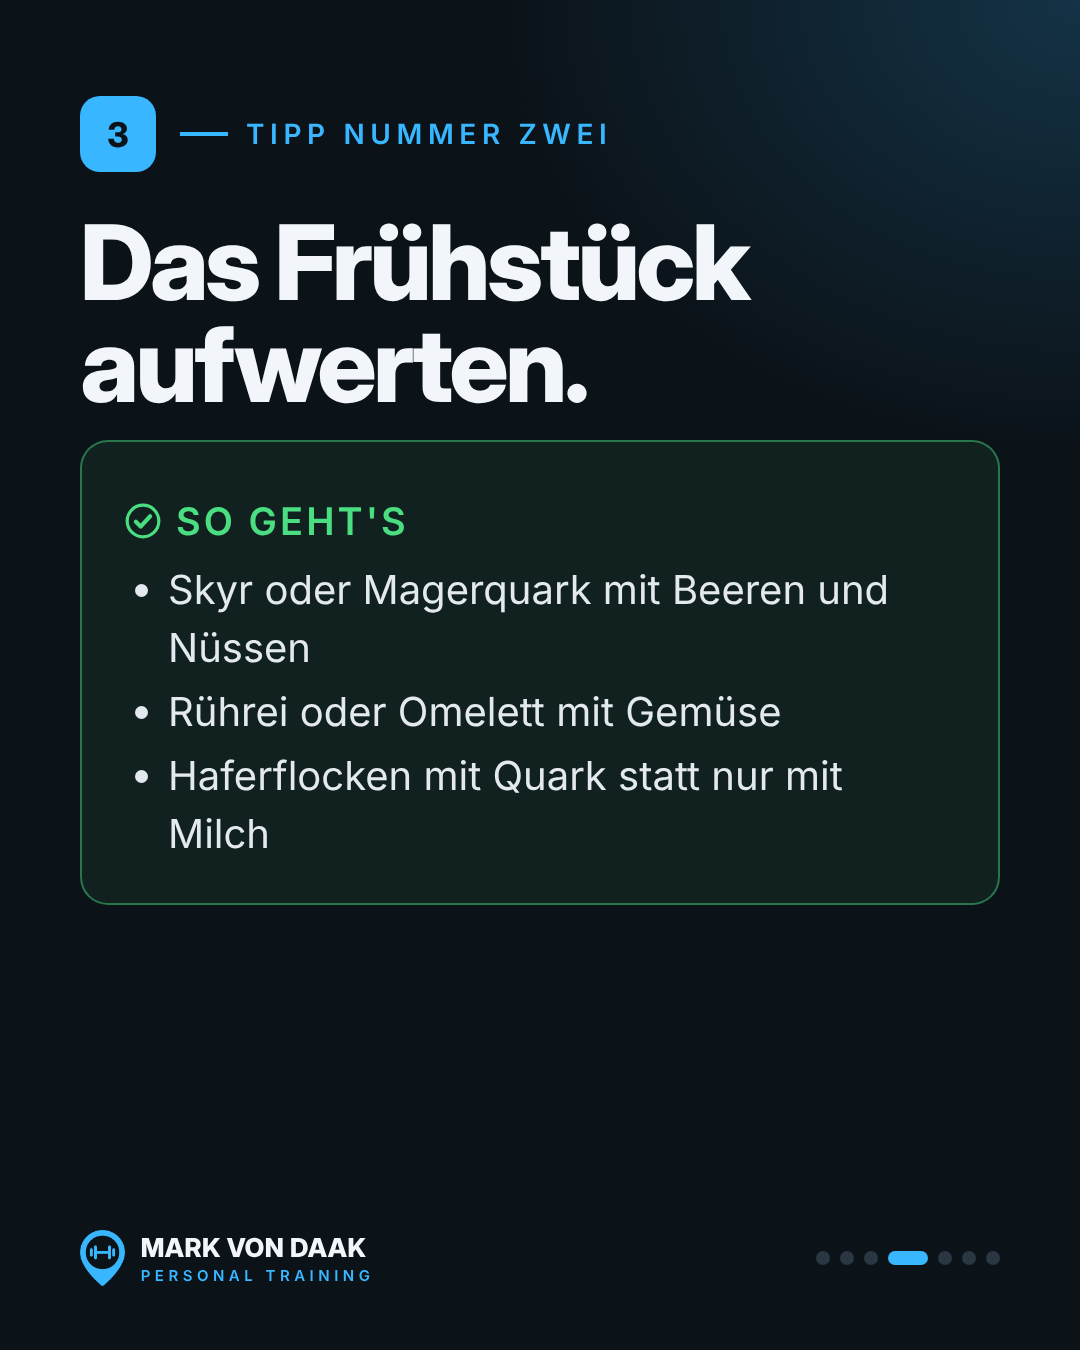 3
TIPP NUMMER ZWEI
Das Frühstück
aufwerten.
SO GEHT'S
• Skyr oder Magerquark mit Beeren und
Nüssen
• Rührei oder Omelett mit Gemüse
• Haferflocken mit Quark statt nur mit
Milch
MARK VON DAAK
PERSONAL TRAINING